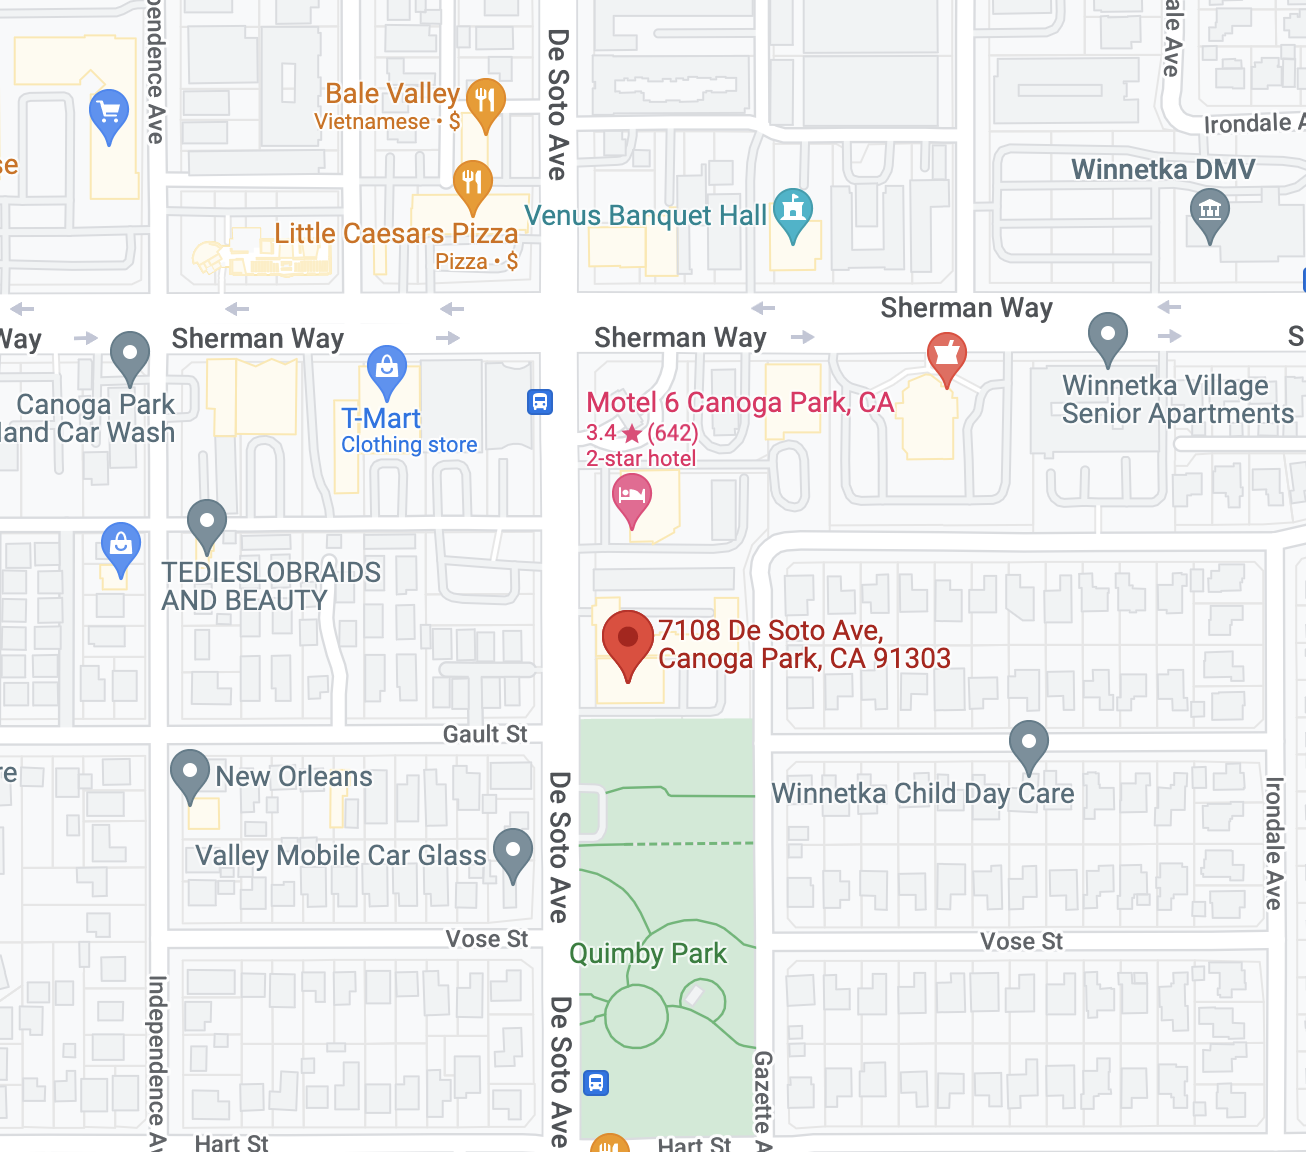 pendence Ave
De Soto Ave
ale Ave
Bale Valley
Vietnamese • $
Irondale A
se
Winnetka DMV
Venus Banquet Hall
Little Caesars Pizza
Pizza • $
Sherman Way
Way
Sherman Way
Sherman Way
S
Canoga Park
Hand Car Wash
T-Mart
Clothing store
Motel 6 Canoga Park, CA
3.4 ★ (642)
2-star hotel
Winnetka Village
Senior Apartments
TEDIESLOBRAIDS
AND BEAUTY
7108 De Soto Ave,
Canoga Park, CA 91303
Gault St
re
New Orleans
De Soto Ave
Winnetka Child Day Care
Irondale Ave
Valley Mobile Car Glass
Vose St
Quimby Park
Vose St
Independence Av
De Soto Ave
Gazette A
Hart St
Hart St